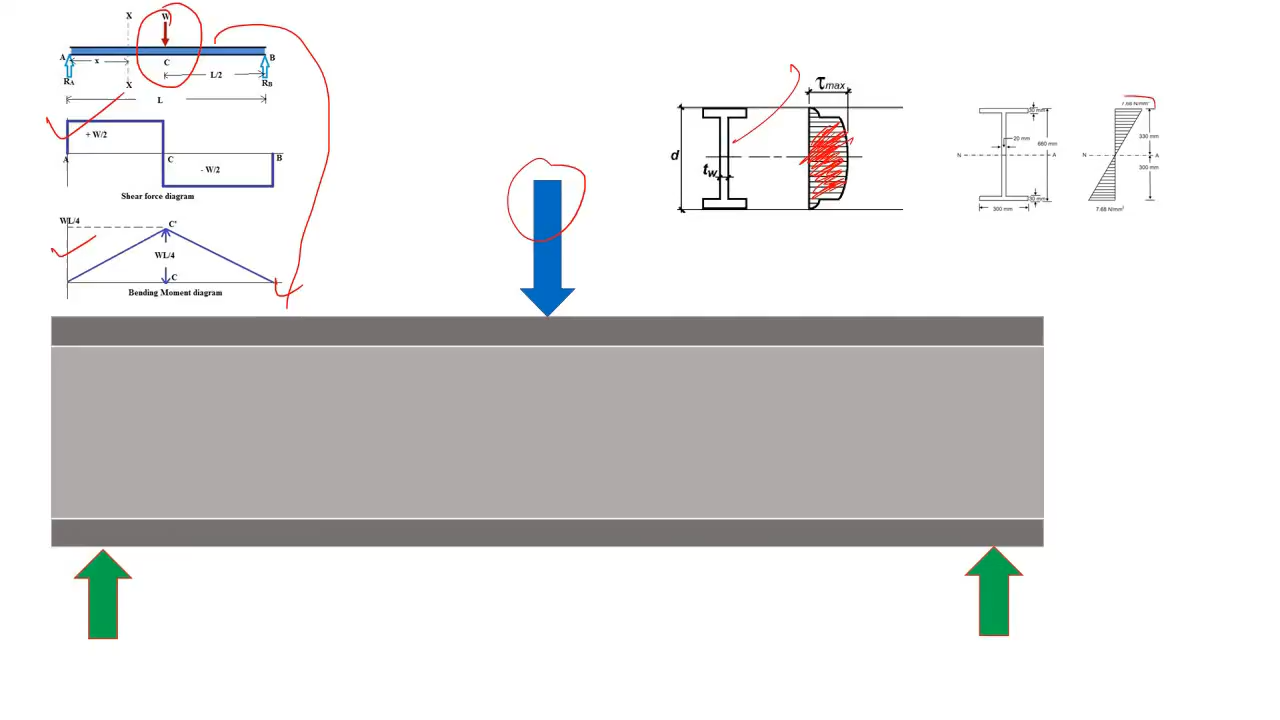 X
W
A
x
C
B
L/2
RA
X
RB
L
+ W/2
A
C
B
- W/2
Shear force diagram
WL/4
C'
WL/4
C
Bending Moment diagram
τmax
d
tw
20 mm
660 mm
N
A
300 mm
330 mm
N
A
300 mm
7.68 N/mm²